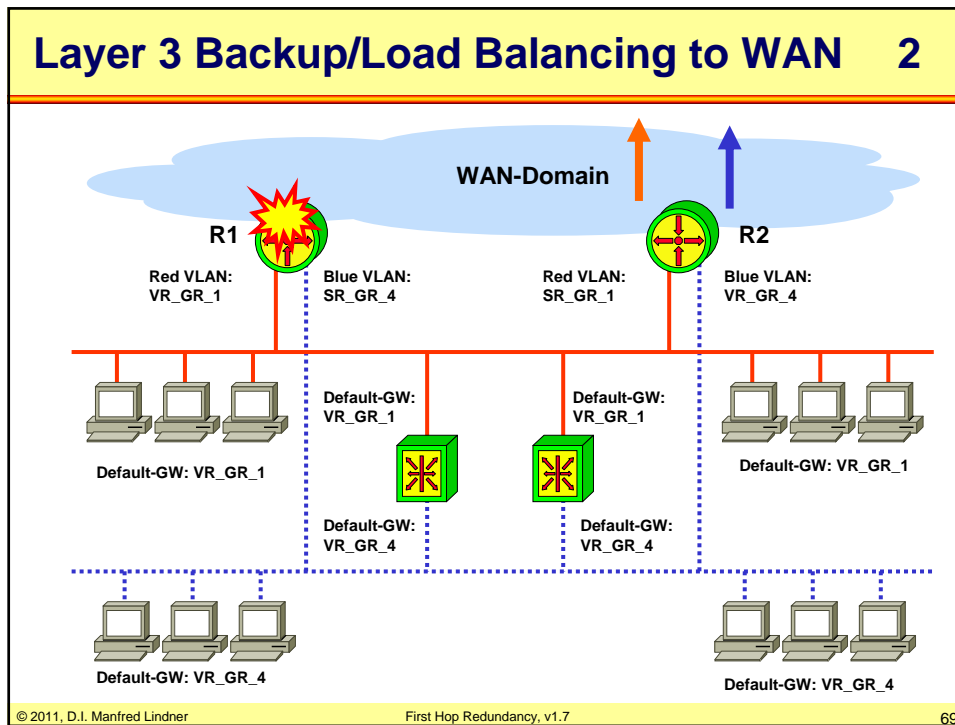 Layer 3 Backup/Load Balancing to WAN 2
WAN-Domain
R1
R2
Red VLAN:
VR_GR_1
Blue VLAN:
SR_GR_4
Red VLAN:
SR_GR_1
Blue VLAN:
VR_GR_4
Default-GW:
VR_GR_1
Default-GW:
VR_GR_1
Default-GW: VR_GR_1
Default-GW: VR_GR_1
Default-GW:
VR_GR_4
Default-GW:
VR_GR_4
Default-GW: VR_GR_4
Default-GW: VR_GR_4
© 2011, D.I. Manfred Lindner
First Hop Redundancy, v1.7
69